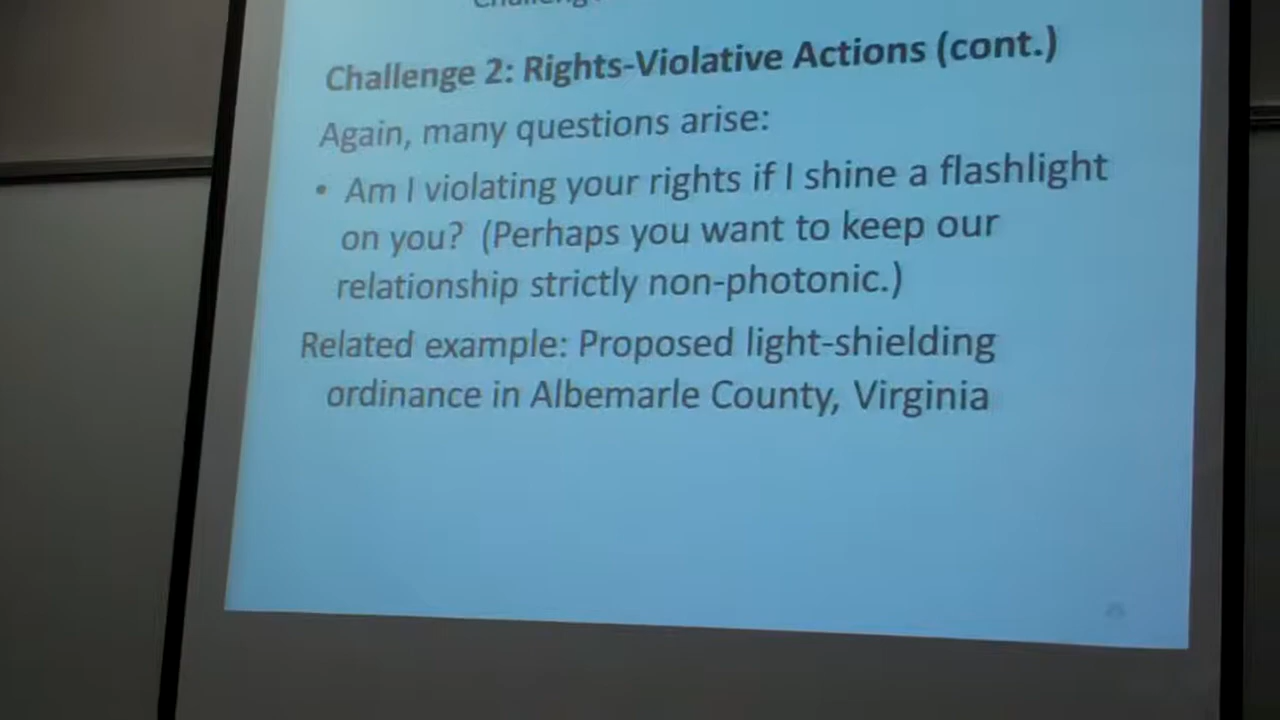 Challenge 2: Rights-Violative Actions (cont.)
Again, many questions arise:
• Am I violating your rights if I shine a flashlight
on you? (Perhaps you want to keep our
relationship strictly non-photonic.)
Related example: Proposed light-shielding
ordinance in Albemarle County, Virginia